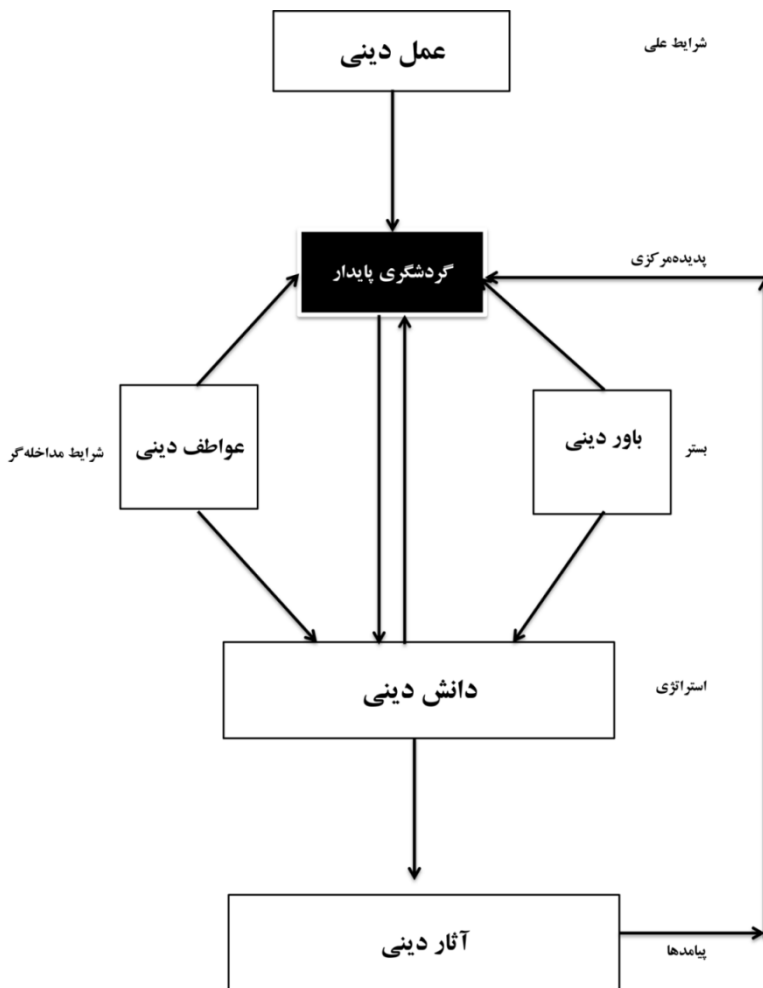 شرایط علی
عمل دینی
پدیده‌مرکزی
گردشگری پایدار
بستر
باور دینی
عواطف دینی
شرایط مداخله‌گر
استراتژی
دانش دینی
آثار دینی
پیامدها